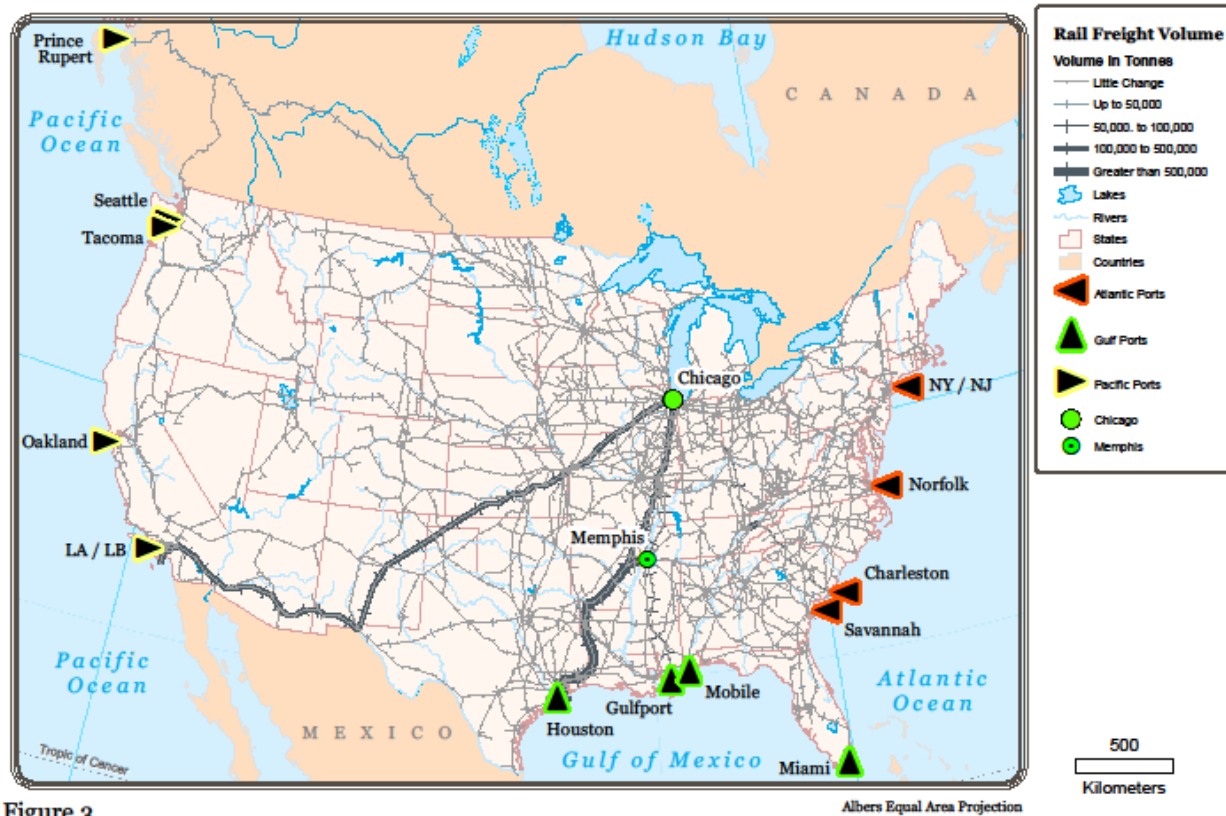 Prince
Rupert
Hudson Bay
CANADA
Pacific
Ocean
Seattle
Tacoma
Chicago
NY / NJ
Oakland
Norfolk
Memphis
LA / LB
Charleston
Savannah
Pacific
Ocean
Atlantic
Ocean
Mobile
Gulfport
Houston
MEXICO
Gulf of Mexico
Miami
Tropic of Cancer
Figure 3
Albers Equal Area Projection
Rail Freight Volume
Volume in Tonnes
Little Change
Up to 50,000
50,000. to 100,000
100,000 to 500,000
Greater than 500,000
Lakes
Rivers
States
Countries
Atlantic Ports
Gulf Ports
Pacific Ports
Chicago
Memphis
500
Kilometers